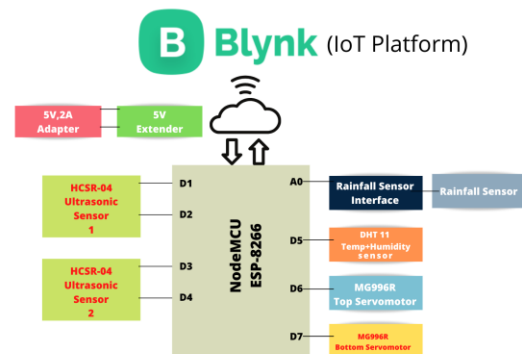 B Blynk (IoT Platform)
5V,2A
Adapter
5V
Extender
HCSR-04
Ultrasonic
Sensor
1
HCSR-04
Ultrasonic
Sensor
2
D1
D2
D3
D4
NodeMCU
ESP-8266
A0
D5
D6
D7
Rainfall Sensor
Interface
Rainfall Sensor
DHT 11
Temp+Humidity
sensor
MG996R
Top Servomotor
MG996R
Bottom Servomotor